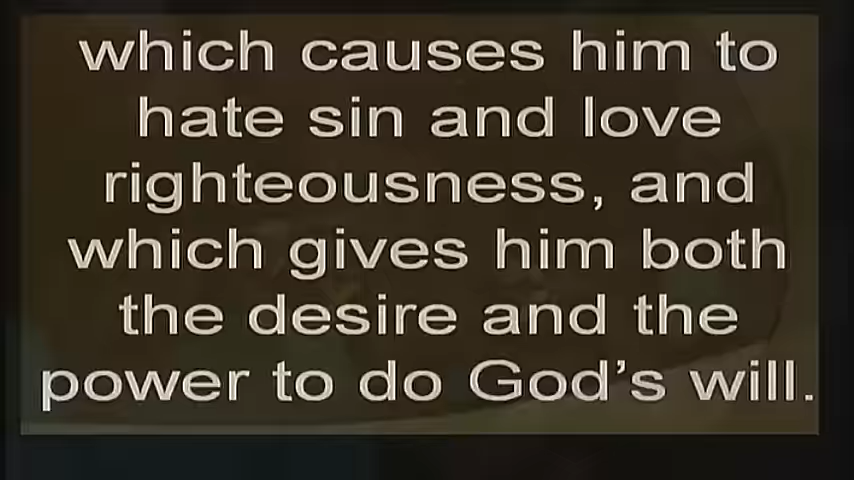 which causes him to
hate sin and love
righteousness, and
which gives him both
the desire and the
power to do God’s will.